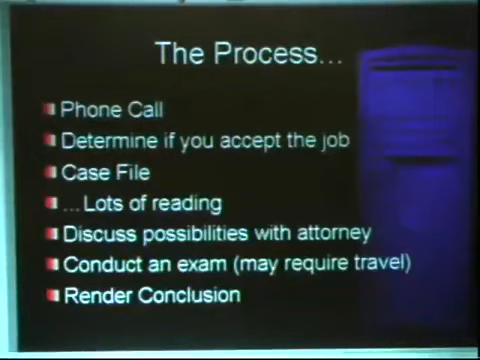 The Process...
Phone Call
Determine if you accept the job
Case File
...Lots of reading
Discuss possibilities with attorney
Conduct an exam (may require travel)
Render Conclusion